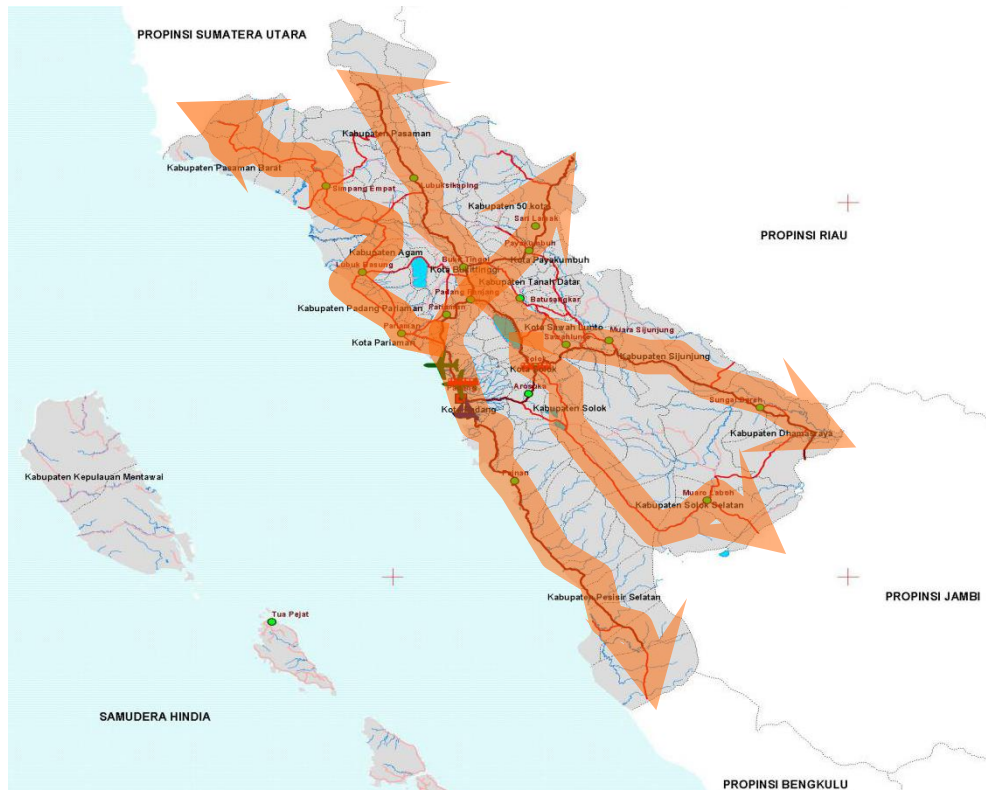 PROPINSI SUMATERA UTARA
Kabupaten Pasaman
Kabupaten Pasaman Barat
Simpang Empat
Lubuksikaping
Kabupaten 50 kota
Sari Lamak
PROPINSI RIAU
Payakumbuh
Kabupaten Agam
Bukit Tinggi
Kota Payakumbuh
Lubuk Basung
Kota Bukittinggi
Kabupaten Tanah Datar
Padang Panjang
Batusangkar
Kabupaten Padang Pariaman
Pariaman
Pariaman
Kota Sawah Lunto
Muara Sijunjung
Kota Pariaman
Sawahlunto
Kabupaten Sijunjung
Solok
Kota Solok
Arosuka
Kota Padang
Kabupaten Solok
Kabupaten Dhamasraya
Kabupaten Kepulauan Mentawai
Painan
Muara Labuh
Kabupaten Solok Selatan
Kabupaten Pesisir Selatan
PROPINSI JAMBI
Tua Pejat
SAMUDERA HINDIA
PROPINSI BENGKULU